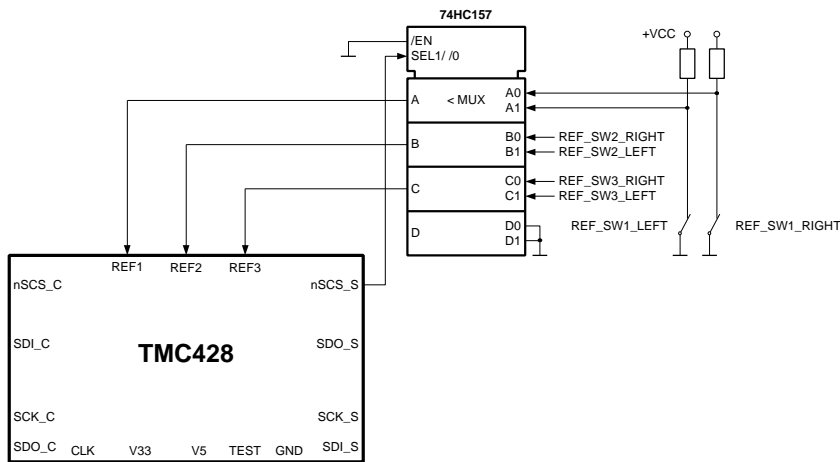 74HC157
/EN
SEL1/ /0
+VCC
A
< MUX
A0
A1
B
B0
REF_SW2_RIGHT
B1
REF_SW2_LEFT
C
C0
REF_SW3_RIGHT
C1
REF_SW3_LEFT
D
D0
D1
REF_SW1_LEFT
REF_SW1_RIGHT
REF1
REF2
REF3
nSCS_C
nSCS_S
SDI_C
SDO_S
TMC428
SCK_C
SCK_S
SDO_C
CLK
V33
V5
TEST
GND
SDI_S